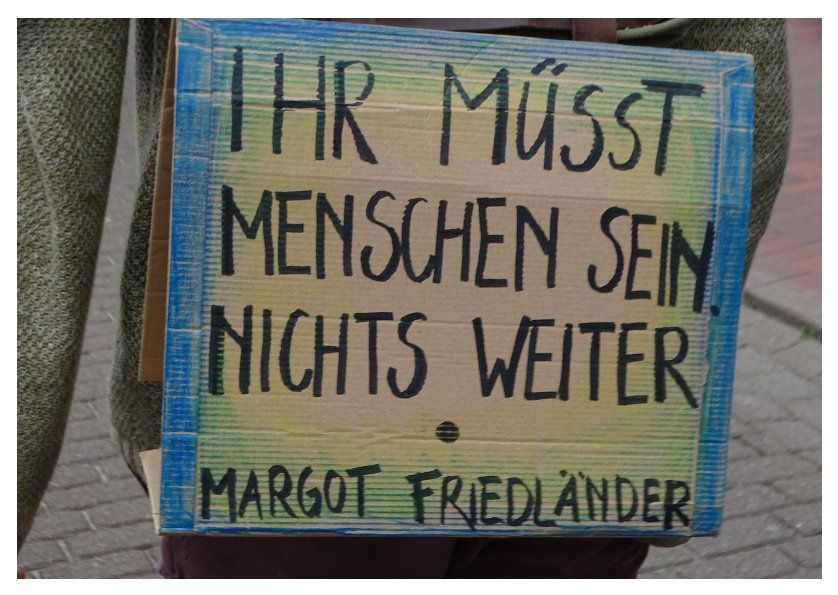 IHR MÜSST
MENSCHEN SEIN.
NICHTS WEITER
•
MARGOT FRIEDLÄNDER